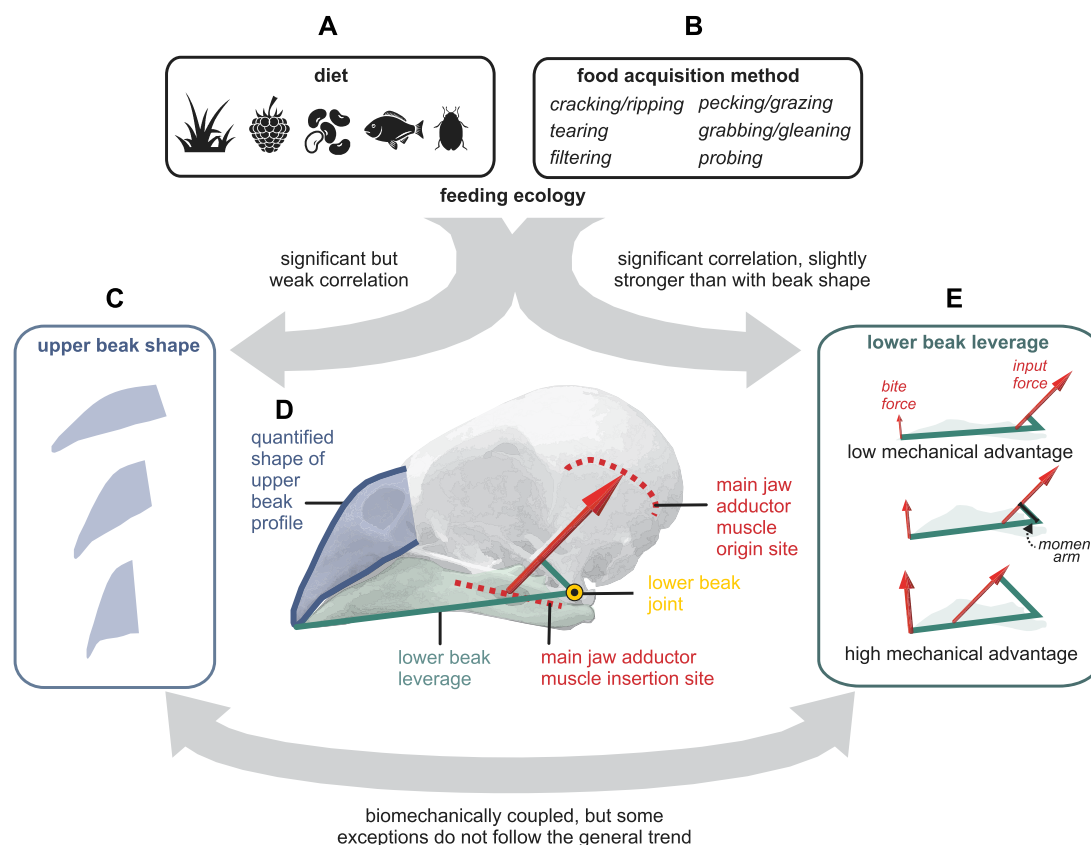 A
B
diet
food acquisition method
cracking/ripping
pecking/grazing
tearing
grabbing/gleaning
filtering
probing
feeding ecology
significant but
weak correlation
significant correlation, slightly
stronger than with beak shape
C
E
upper beak shape
lower beak leverage
bite
force
input
force
low mechanical advantage
momen
arm
high mechanical advantage
D
quantified
shape of
upper
beak
profile
main jaw
adductor
muscle
origin site
lower beak
joint
lower beak
leverage
main jaw adductor
muscle insertion site
biomechanically coupled, but some
exceptions do not follow the general trend